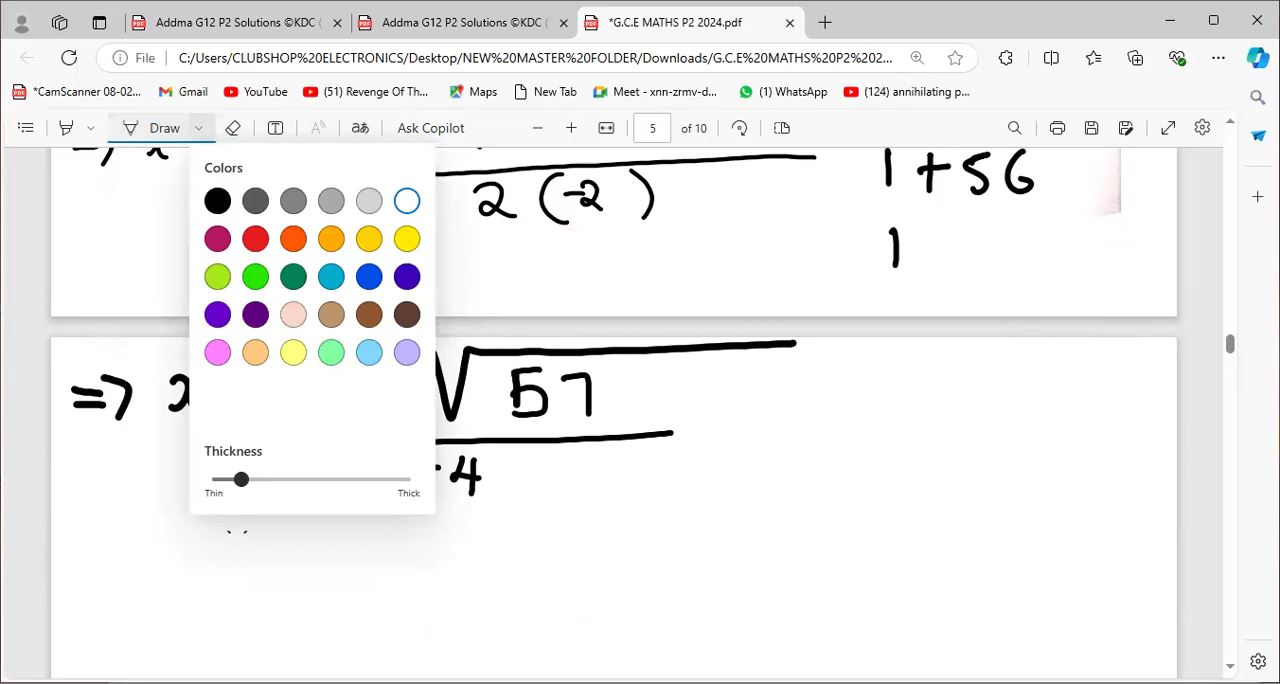 Addma G12 P2 Solutions ©KDC (
Addma G12 P2 Solutions ©KDC (
*G.C.E MATHS P2 2024.pdf
File
C:/Users/CLUBSHOP%20ELECTRONICS/Desktop/NEW%20MASTER%20FOLDER/Downloads/G.C.E%20MATHS%20P2%20...
*CamScanner 08-02...
Gmail
YouTube
(51) Revenge Of Th...
Maps
New Tab
Meet - xnn-zrmv-d...
(1) WhatsApp
(124) annihilating p...
Draw
aあ
Ask Copilot
5
of 10
Colors
Thickness
Thin
Thick
=> x
2 (-2)
1 + 56
1
=> x
√57
-4